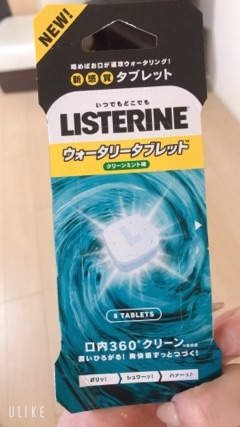 NEW!
噛めばお口が速攻ウォータリング!
新感覚タブレット
いつでもどこでも
LISTERINE
ウォータリータブレット
クリーンミント味
L
8 TABLETS
口内360°クリーン
潤いひろがる!爽快感ずっとつづく!
ガリッ!
シュワ〜ッ!
ハァーッ♪
ULIKE